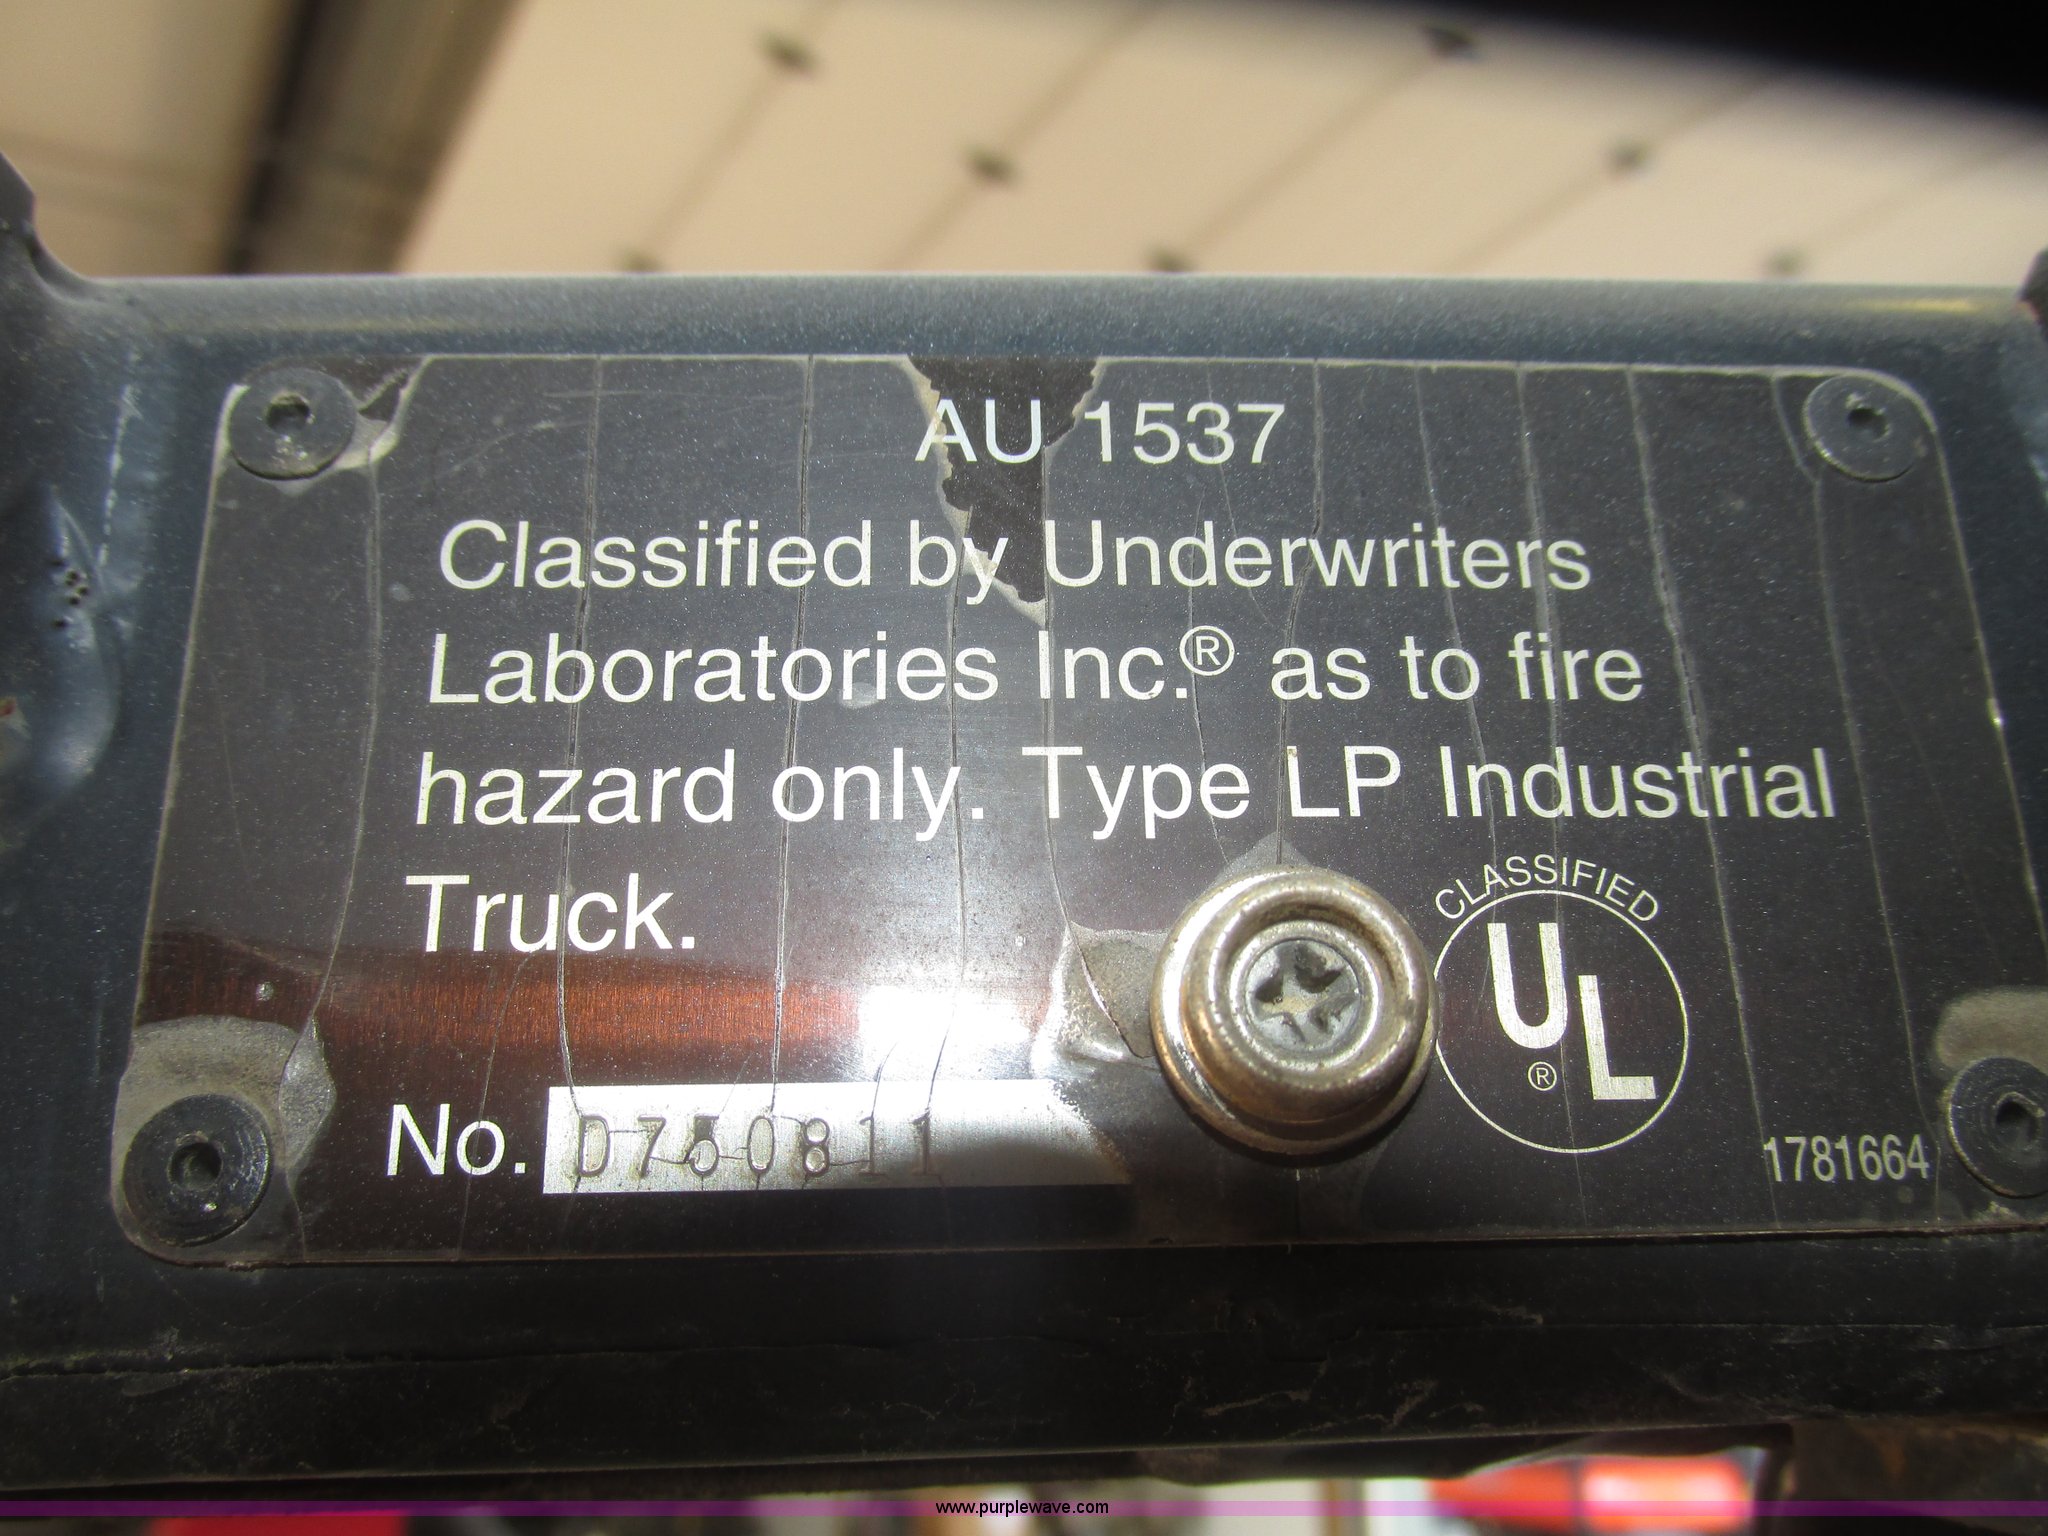 AU 1537
Classified by Underwriters
Laboratories Inc.® as to fire
hazard only. Type LP Industrial
Truck.
CLASSIFIED
UL
®
No. D750811
1781664
www.purplewave.com